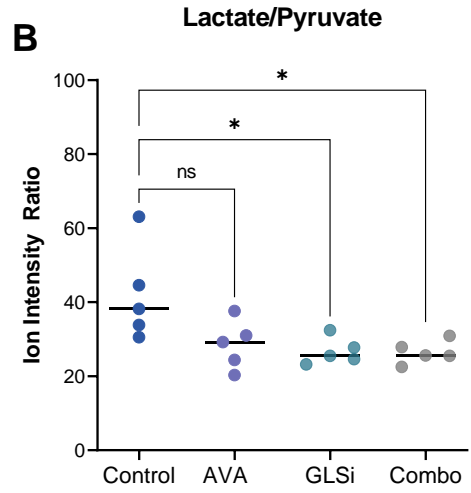 Lactate/Pyruvate
B
100
80
60
40
20
0
Ion Intensity Ratio
*
*
ns
Control AVA GLSi Combo